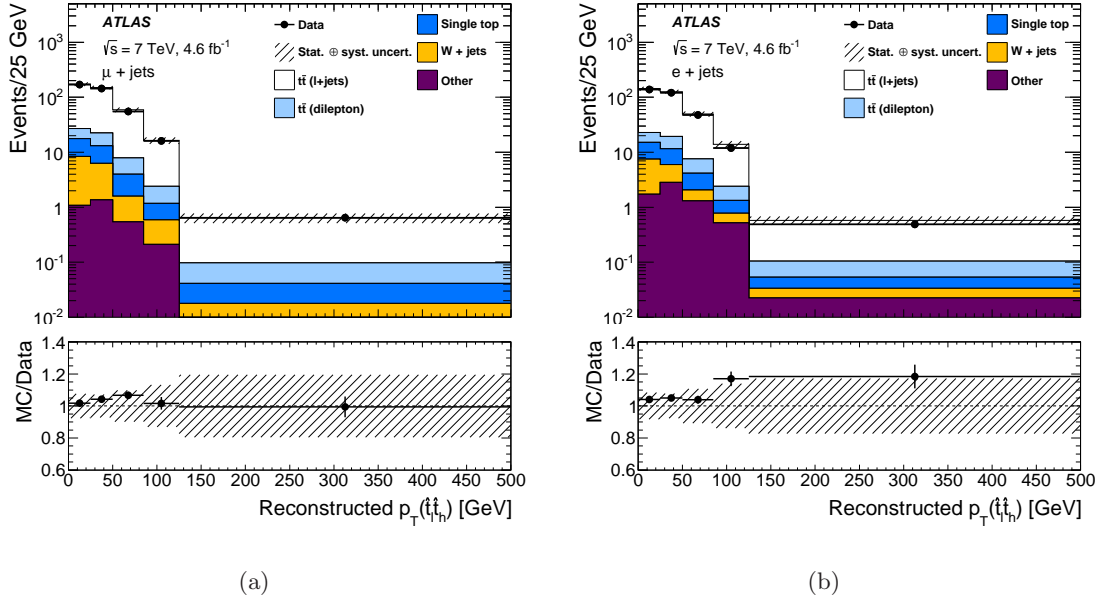 ATLAS
√s = 7 TeV, 4.6 fb⁻¹
μ + jets
Data
Stat. ⊕ syst. uncert.
tt̄ (l+jets)
tt̄ (dilepton)
Single top
W + jets
Other
Events/25 GeV
10³
10²
10
1
10⁻¹
10⁻²
MC/Data
1.4
1.2
1
0.8
0.6
0 50 100 150 200 250 300 350 400 450 500
Reconstructed p_T(t̂_l t̂_h) [GeV]
(a)
ATLAS
√s = 7 TeV, 4.6 fb⁻¹
e + jets
Data
Stat. ⊕ syst. uncert.
tt̄ (l+jets)
tt̄ (dilepton)
Single top
W + jets
Other
Events/25 GeV
10³
10²
10
1
10⁻¹
10⁻²
MC/Data
1.4
1.2
1
0.8
0.6
0 50 100 150 200 250 300 350 400 450 500
Reconstructed p_T(t̂_l t̂_h) [GeV]
(b)